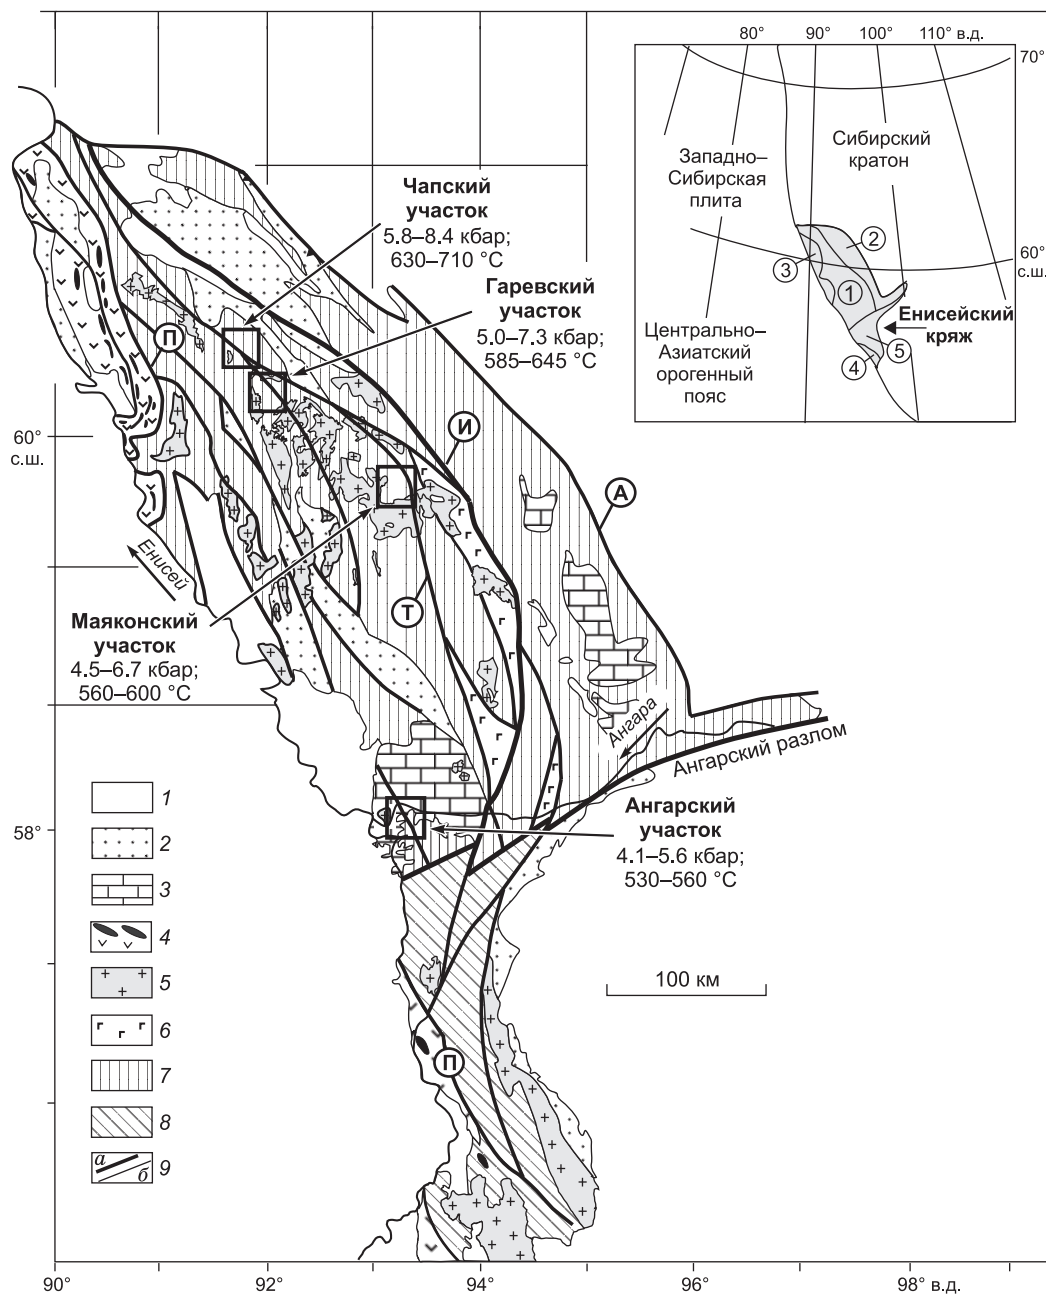 80°
90°
100°
110° в.д.
70°
60°
с.ш.
Западно–
Сибирская
плита
Сибирский
кратон
Центрально–
Азиатский
орогенный
пояс
Енисейский
кряж
1
2
3
4
5
Чапский
участок
5.8–8.4 кбар;
630–710 °C
Гаревский
участок
5.0–7.3 кбар;
585–645 °C
П
И
А
Т
60°
с.ш.
Енисей
Маяконский
участок
4.5–6.7 кбар;
560–600 °C
Ангара
Ангарский разлом
Ангарский
участок
4.1–5.6 кбар;
530–560 °C
58°
100 км
П
1
2
3
4
5
6
7
8
а
б
9
90°
92°
94°
96°
98° в.д.